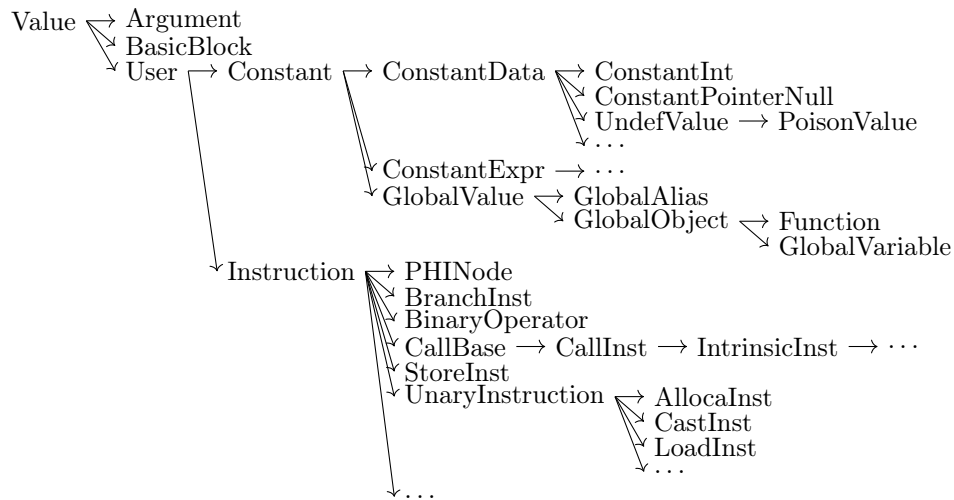 Value Argument
BasicBlock
User Constant ConstantData ConstantInt
ConstantPointerNull
UndefValue PoisonValue
...
ConstantExpr ...
GlobalValue GlobalAlias
GlobalObject Function
GlobalVariable
Instruction PHINode
BranchInst
BinaryOperator
CallBase CallInst IntrinsicInst ...
StoreInst
UnaryInstruction AllocaInst
CastInst
LoadInst
...
...